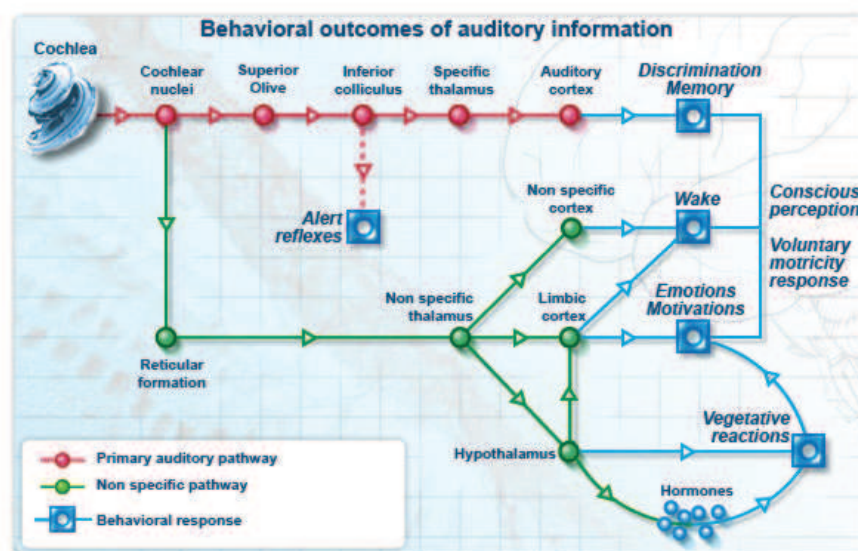 Behavioral outcomes of auditory information
Cochlea
Cochlear
nuclei
Superior
Olive
Inferior
colliculus
Specific
thalamus
Auditory
cortex
Discrimination
Memory
Alert
reflexes
Non specific
cortex
Wake
Conscious
perception
Voluntary
motricity
response
Non specific
thalamus
Limbic
cortex
Emotions
Motivations
Reticular
formation
Hypothalamus
Vegetative
reactions
Hormones
Primary auditory pathway
Non specific pathway
Behavioral response